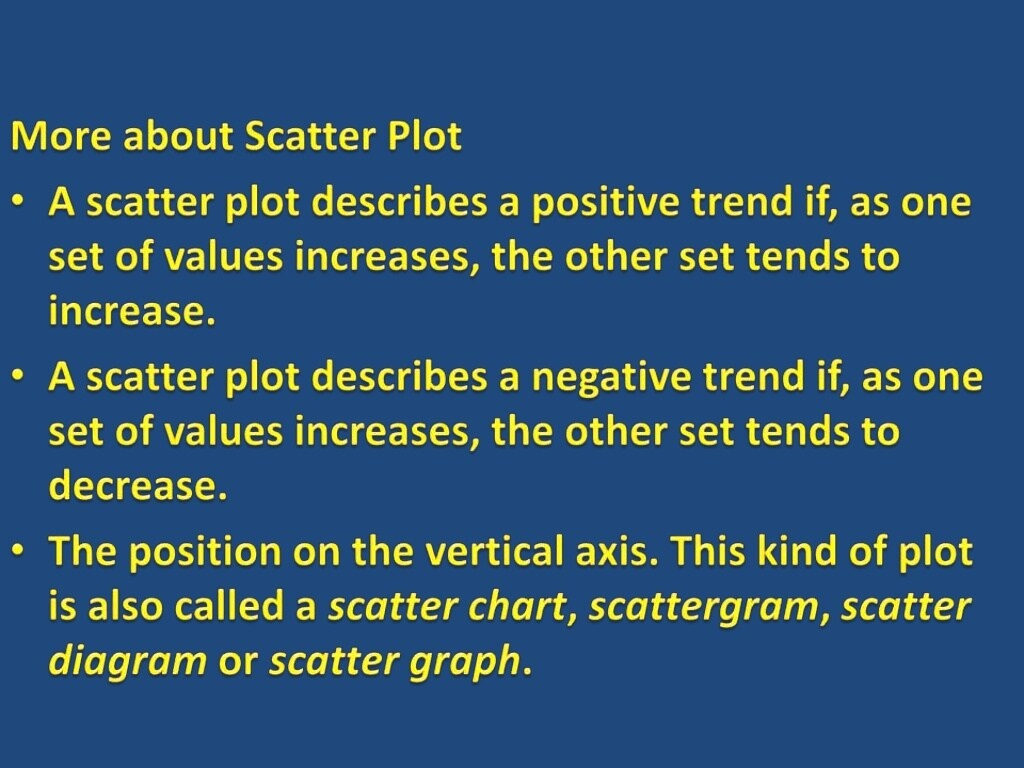 More about Scatter Plot
• A scatter plot describes a positive trend if, as one
set of values increases, the other set tends to
increase.
• A scatter plot describes a negative trend if, as one
set of values increases, the other set tends to
decrease.
• The position on the vertical axis. This kind of plot
is also called a scatter chart, scattergram, scatter
diagram or scatter graph.